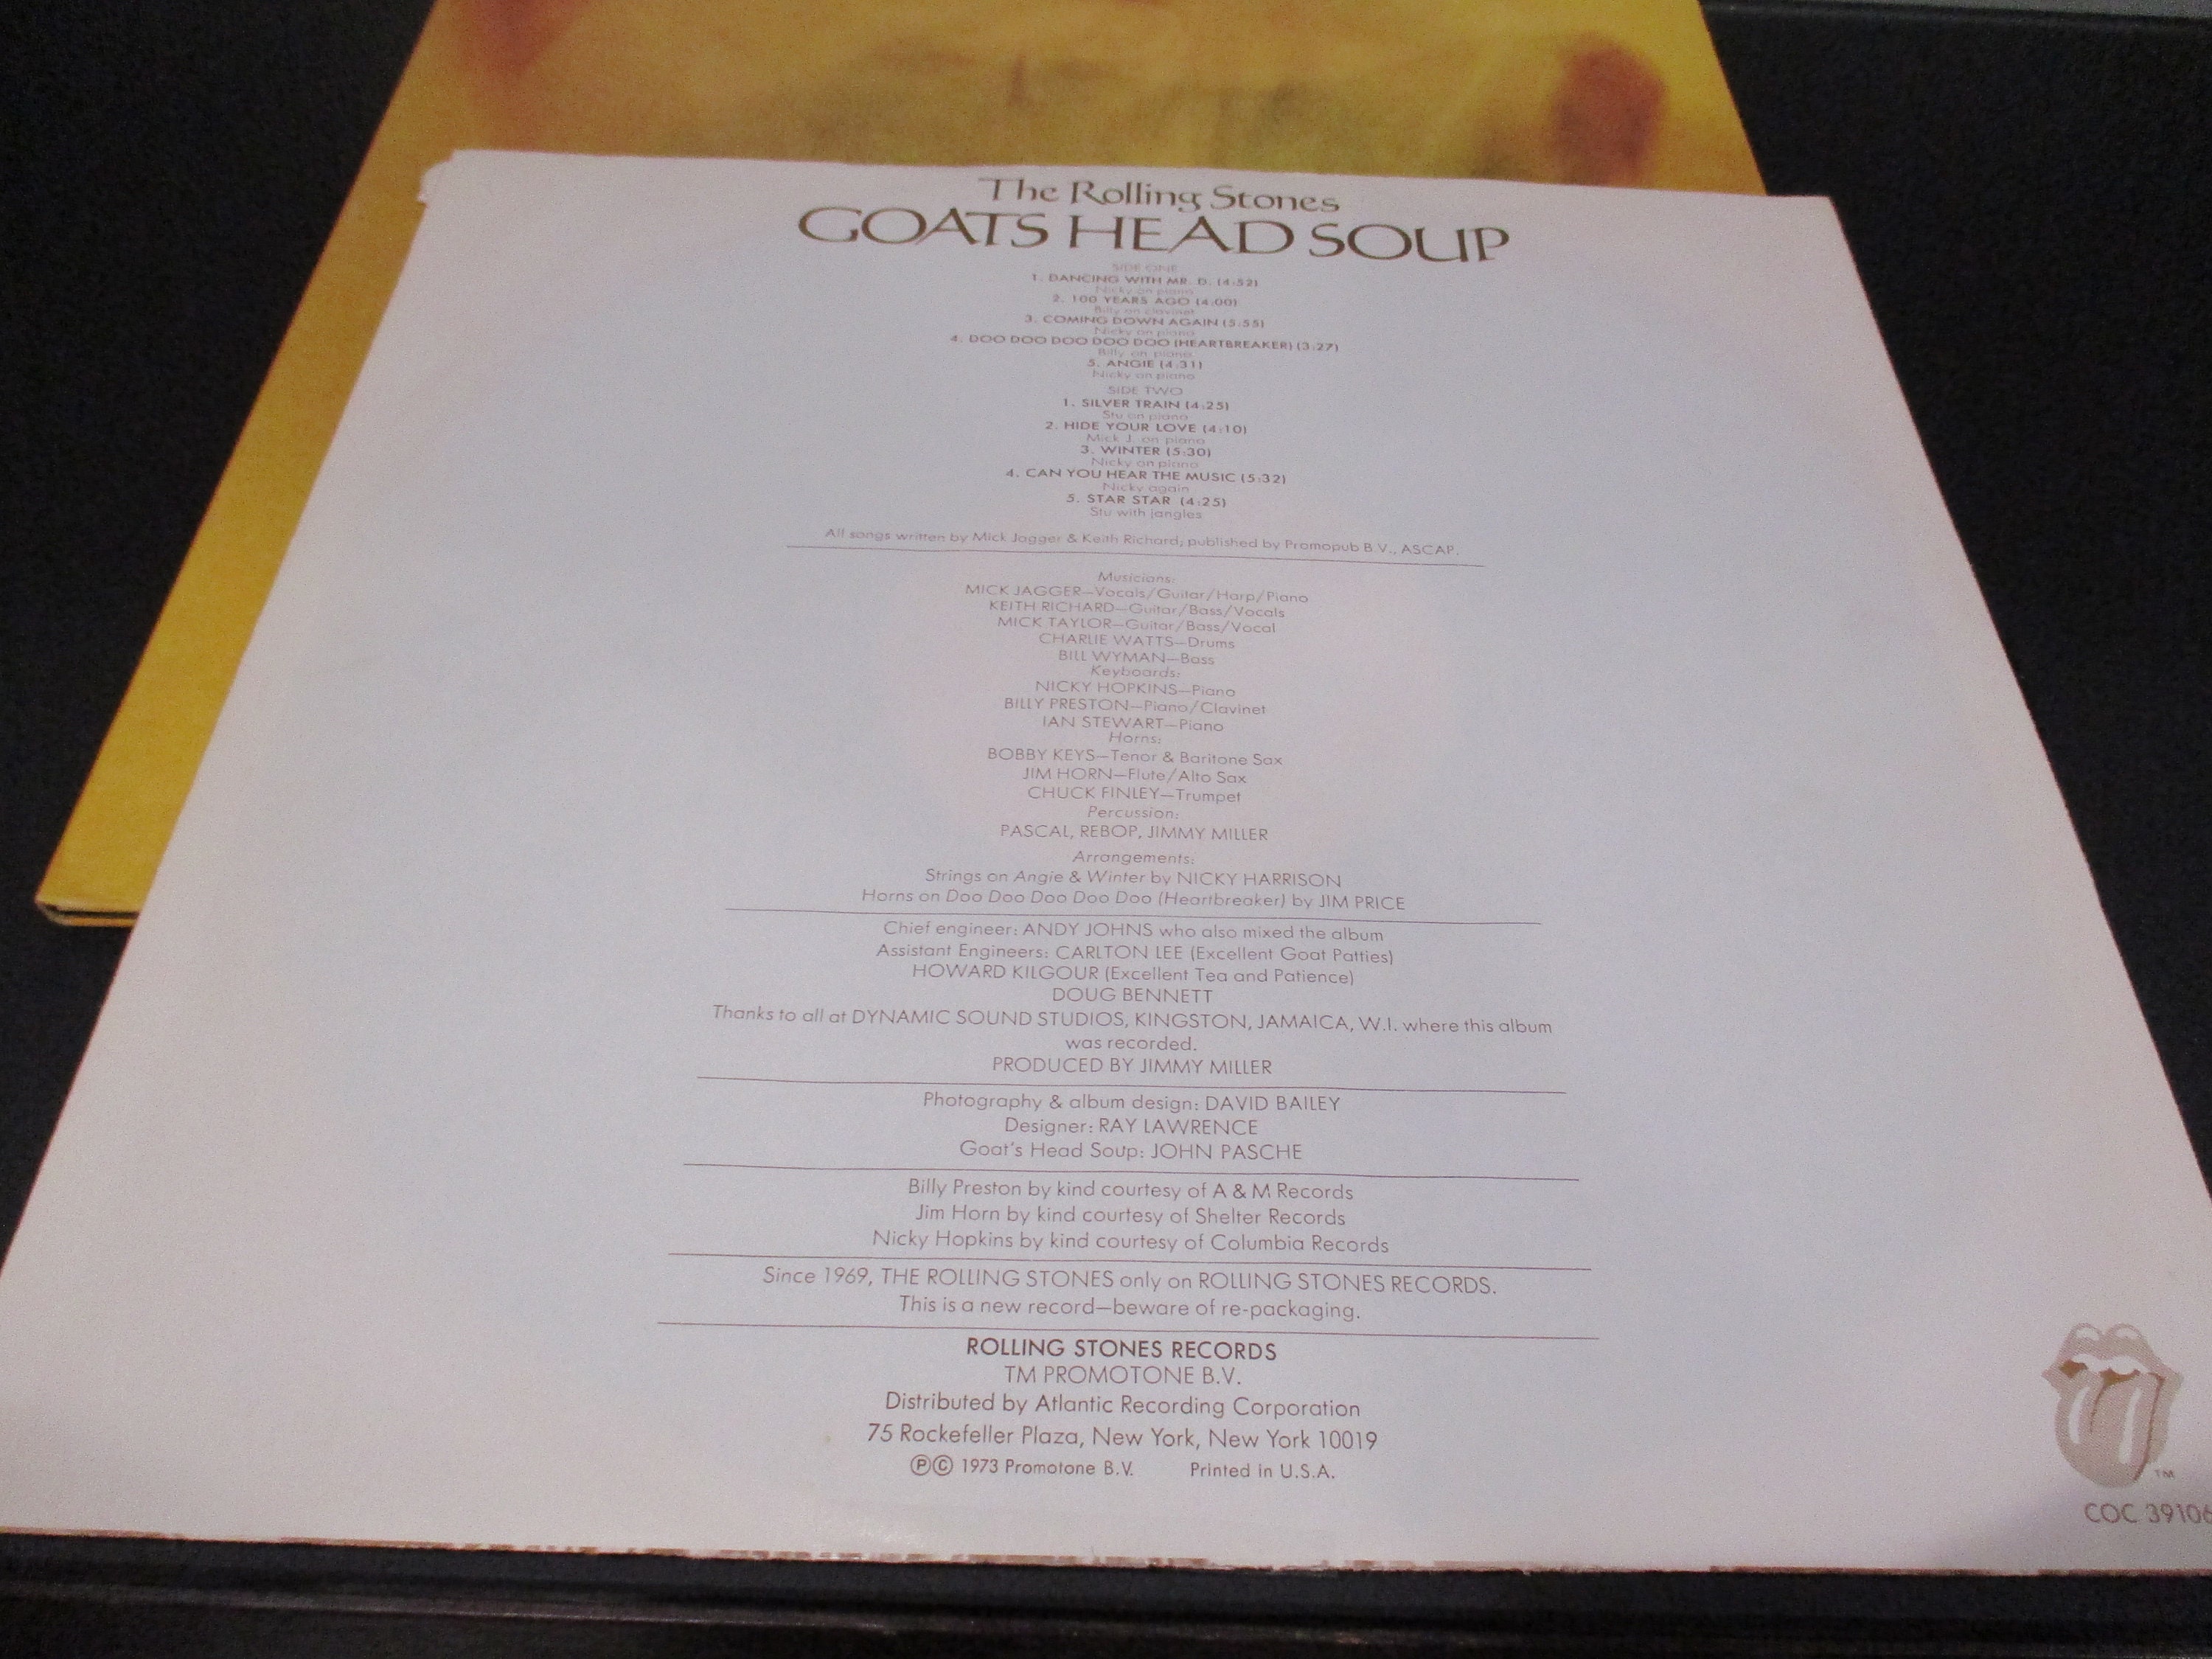 The Rolling Stones
GOATS HEAD SOUP
SIDE ONE
1. DANCING WITH MR. D. (4:52)
Nicky on piano
2. 100 YEARS AGO (4:00)
Billy on clavinet
3. COMING DOWN AGAIN (5:55)
Nicky on piano
4. DOO DOO DOO DOO DOO (HEARTBREAKER) (3:27)
Billy on piano
5. ANGIE (4:31)
Nicky on piano
SIDE TWO
1. SILVER TRAIN (4:25)
Stu on piano
2. HIDE YOUR LOVE (4:10)
Mick J. on piano
3. WINTER (5:30)
Nicky on piano
4. CAN YOU HEAR THE MUSIC (5:32)
Nicky again
5. STAR STAR (4:25)
Stu with jangles
All songs written by Mick Jagger & Keith Richard; published by Promopub B.V., ASCAP.
Musicians:
MICK JAGGER—Vocals/Guitar/Harp/Piano
KEITH RICHARD—Guitar/Bass/Vocals
MICK TAYLOR—Guitar/Bass/Vocal
CHARLIE WATTS—Drums
BILL WYMAN—Bass
Keyboards:
NICKY HOPKINS—Piano
BILLY PRESTON—Piano/Clavinet
IAN STEWART—Piano
Horns:
BOBBY KEYS—Tenor & Baritone Sax
JIM HORN—Flute/Alto Sax
CHUCK FINLEY—Trumpet
Percussion:
PASCAL, REBOP, JIMMY MILLER
Arrangements:
Strings on Angie & Winter by NICKY HARRISON
Horns on Doo Doo Doo Doo Doo (Heartbreaker) by JIM PRICE
Chief engineer: ANDY JOHNS who also mixed the album
Assistant Engineers: CARLTON LEE (Excellent Goat Patties)
HOWARD KILGOUR (Excellent Tea and Patience)
DOUG BENNETT
Thanks to all at DYNAMIC SOUND STUDIOS, KINGSTON, JAMAICA, W.I. where this album
was recorded.
PRODUCED BY JIMMY MILLER
Photography & album design: DAVID BAILEY
Designer: RAY LAWRENCE
Goat's Head Soup: JOHN PASCHE
Billy Preston by kind courtesy of A & M Records
Jim Horn by kind courtesy of Shelter Records
Nicky Hopkins by kind courtesy of Columbia Records
Since 1969, THE ROLLING STONES only on ROLLING STONES RECORDS.
This is a new record—beware of re-packaging.
ROLLING STONES RECORDS
TM PROMOTONE B.V.
Distributed by Atlantic Recording Corporation
75 Rockefeller Plaza, New York, New York 10019
Ⓟ© 1973 Promotone B.V. Printed in U.S.A.
TM
COC 39106